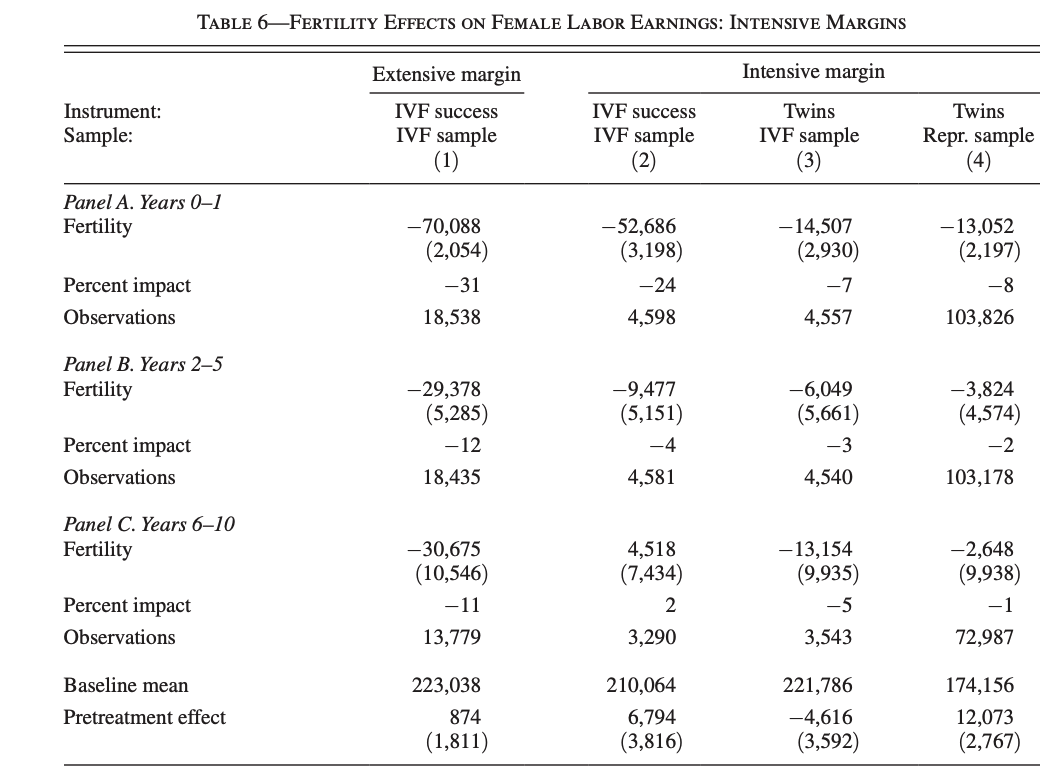 TABLE 6—FERTILITY EFFECTS ON FEMALE LABOR EARNINGS: INTENSIVE MARGINS
Extensive margin Intensive margin
Instrument: IVF success IVF success Twins Twins
Sample: IVF sample IVF sample IVF sample Repr. sample
(1) (2) (3) (4)
Panel A. Years 0–1
Fertility −70,088 −52,686 −14,507 −13,052
(2,054) (3,198) (2,930) (2,197)
Percent impact −31 −24 −7 −8
Observations 18,538 4,598 4,557 103,826
Panel B. Years 2–5
Fertility −29,378 −9,477 −6,049 −3,824
(5,285) (5,151) (5,661) (4,574)
Percent impact −12 −4 −3 −2
Observations 18,435 4,581 4,540 103,178
Panel C. Years 6–10
Fertility −30,675 4,518 −13,154 −2,648
(10,546) (7,434) (9,935) (9,938)
Percent impact −11 2 −5 −1
Observations 13,779 3,290 3,543 72,987
Baseline mean 223,038 210,064 221,786 174,156
Pretreatment effect 874 6,794 −4,616 12,073
(1,811) (3,816) (3,592) (2,767)